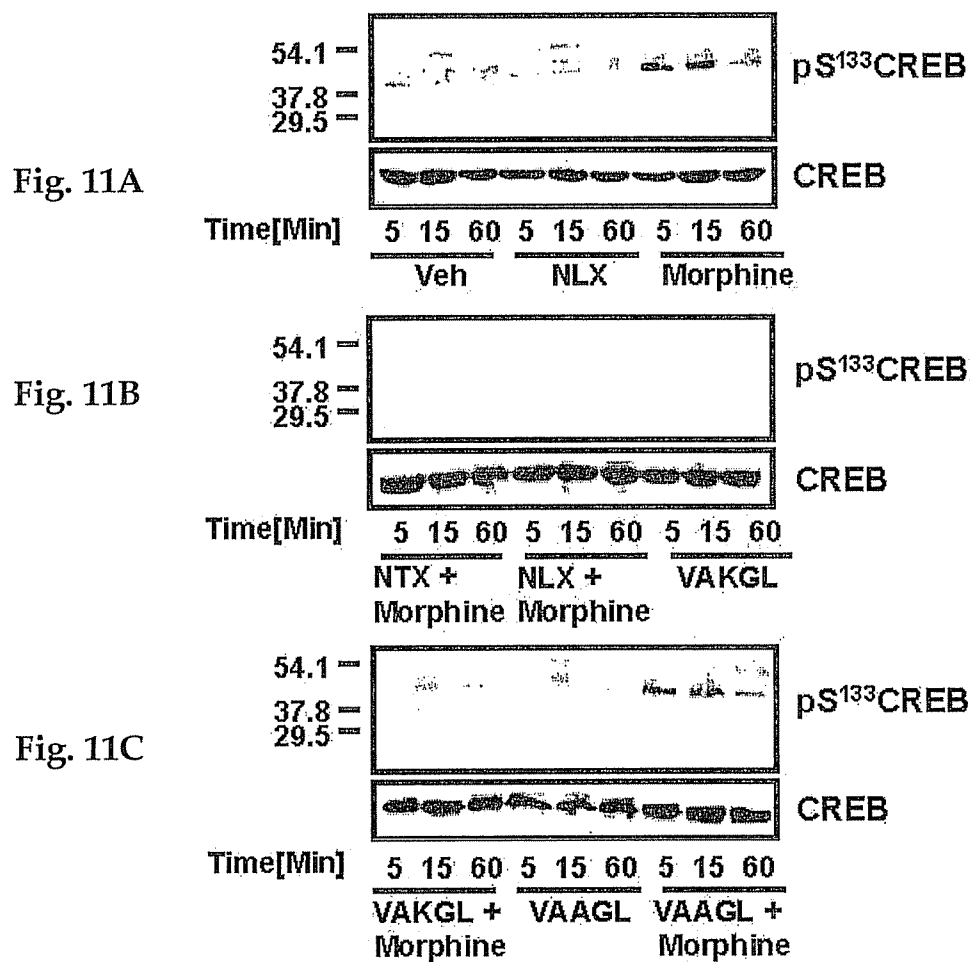 54.1
pS¹³³CREB
37.8
29.5
Fig. 11A
CREB
Time[Min] 5 15 60 5 15 60 5 15 60
Veh NLX Morphine
54.1
pS¹³³CREB
Fig. 11B
37.8
29.5
CREB
Time[Min] 5 15 60 5 15 60 5 15 60
NTX + NLX + VAKGL
Morphine Morphine
54.1
pS¹³³CREB
37.8
29.5
Fig. 11C
CREB
Time[Min] 5 15 60 5 15 60 5 15 60
VAKGL + VAAGL VAAGL +
Morphine Morphine